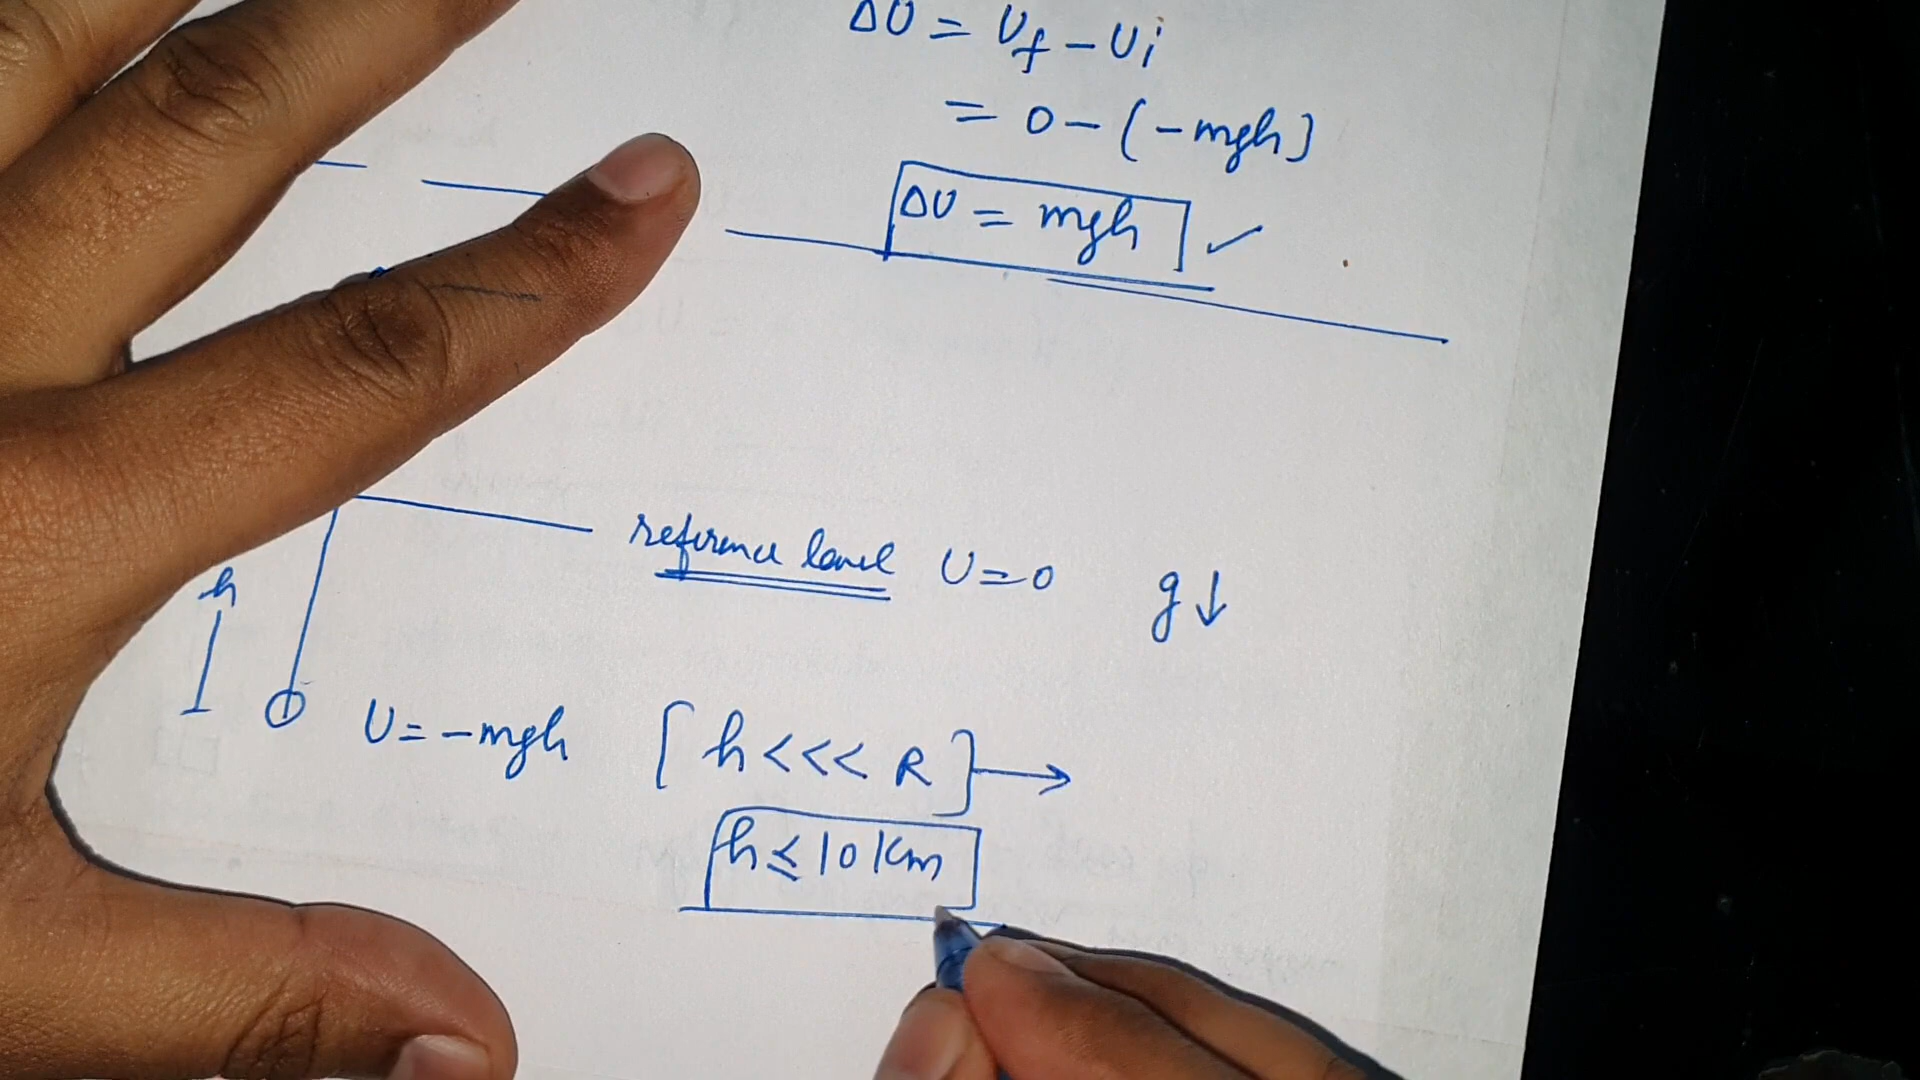 ΔU = Uf - Ui
= 0 - (-mgh)
ΔU = mgh ✓
reference level U=0 g↓
h
U= -mgh [h <<< R] →
h ≤ 10 km